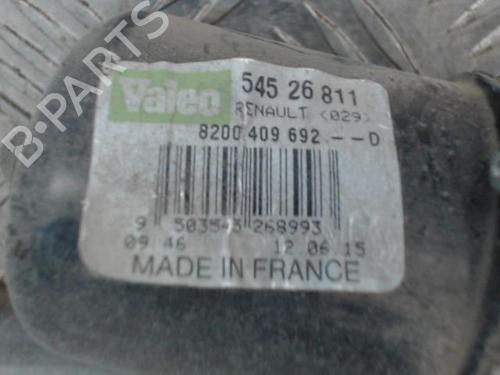 Valeo 545 26 811
RENAULT <029>
8200 409 692 -- D
9 503545 268993
09 46 12 06 15
MADE IN FRANCE
B-PARTS